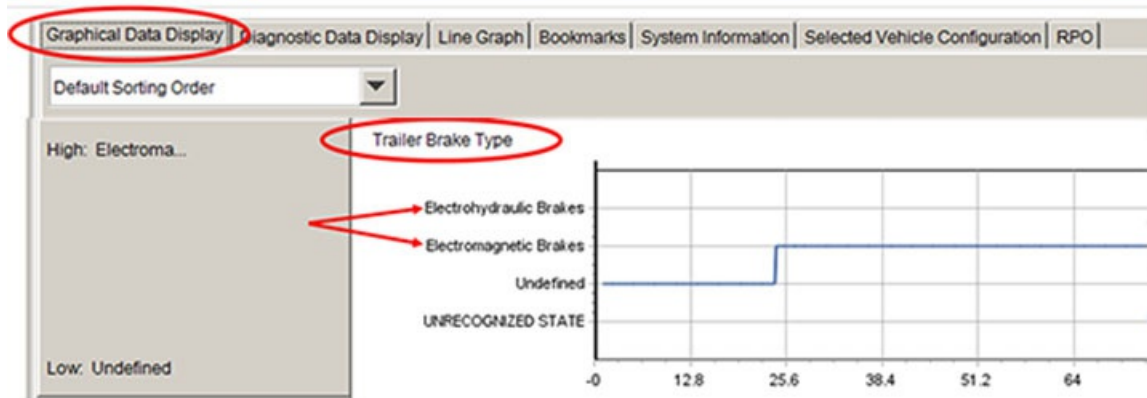 Graphical Data Display Diagnostic Data Display Line Graph Bookmarks System Information Selected Vehicle Configuration RPO
Default Sorting Order
High: Electroma...
Trailer Brake Type
Electrohydraulic Brakes
Electromagnetic Brakes
Undefined
UNRECOGNIZED STATE
Low: Undefined
-0 12.8 25.6 38.4 51.2 64